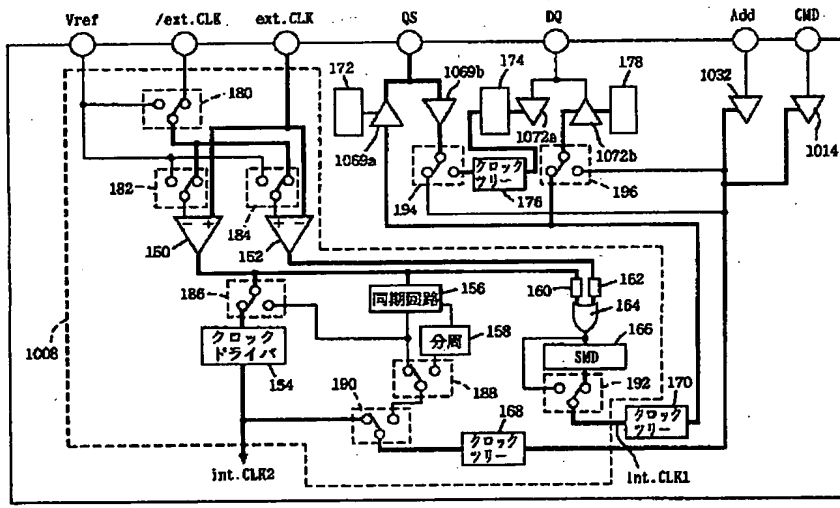 Vref
/ext.CLK
ext.CLK
QS
DQ
Add
CMD
172
1069b
174
178
1032
180
1069a
1072a
1072b
1014
182
194
クロック
ツリー
176
196
184
150
152
186
同期回路
156
160
162
164
1008
クロック
ドライバ
154
分周
158
SMD
166
188
192
190
168
クロック
ツリー
170
クロック
ツリー
int.CLK2
int.CLK1